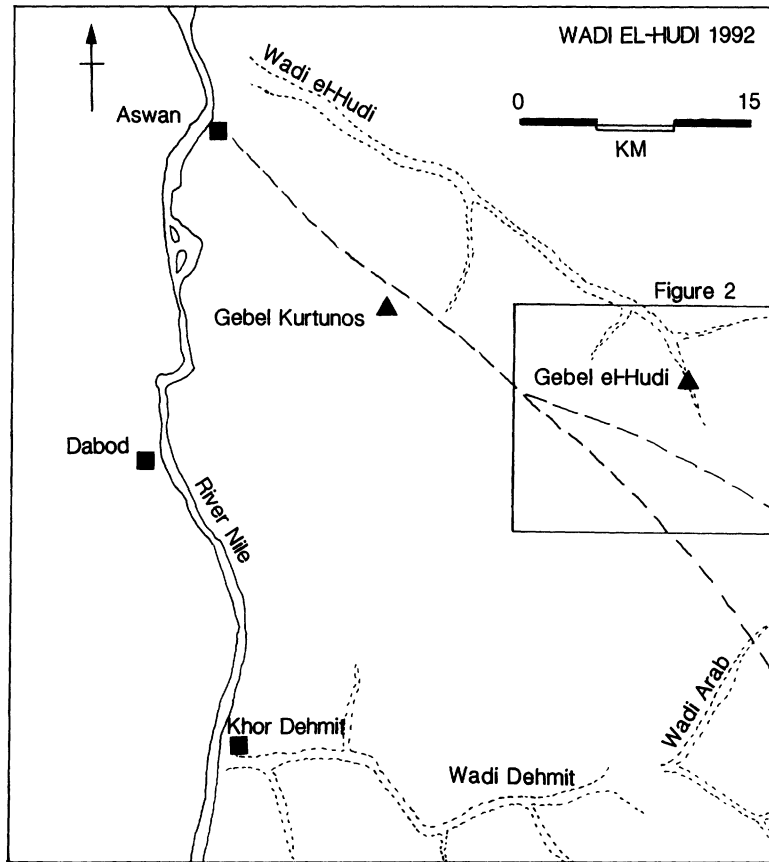 WADI EL-HUDI 1992
Wadi el-Hudi
0 15
KM
Aswan
Figure 2
Gebel Kurtunos
Gebel el-Hudi
Dabod
River Nile
Khor Dehmit
Wadi Arab
Wadi Dehmit